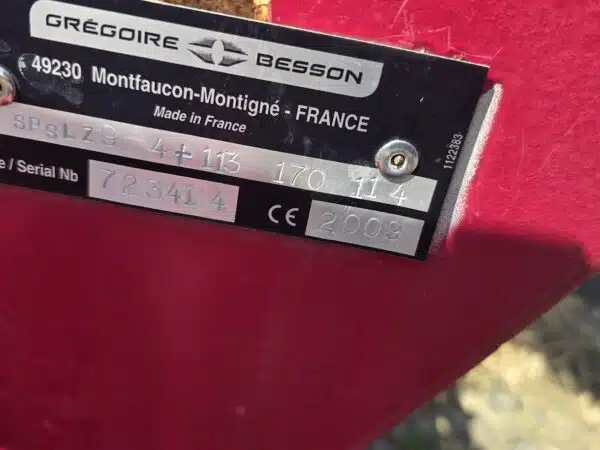 GRÉGOIRE BESSON
49230 Montfaucon-Montigné - FRANCE
Made in France
SPSLZ9 4+113 170 114
e / Serial Nb 723414 CE 2009
1122383